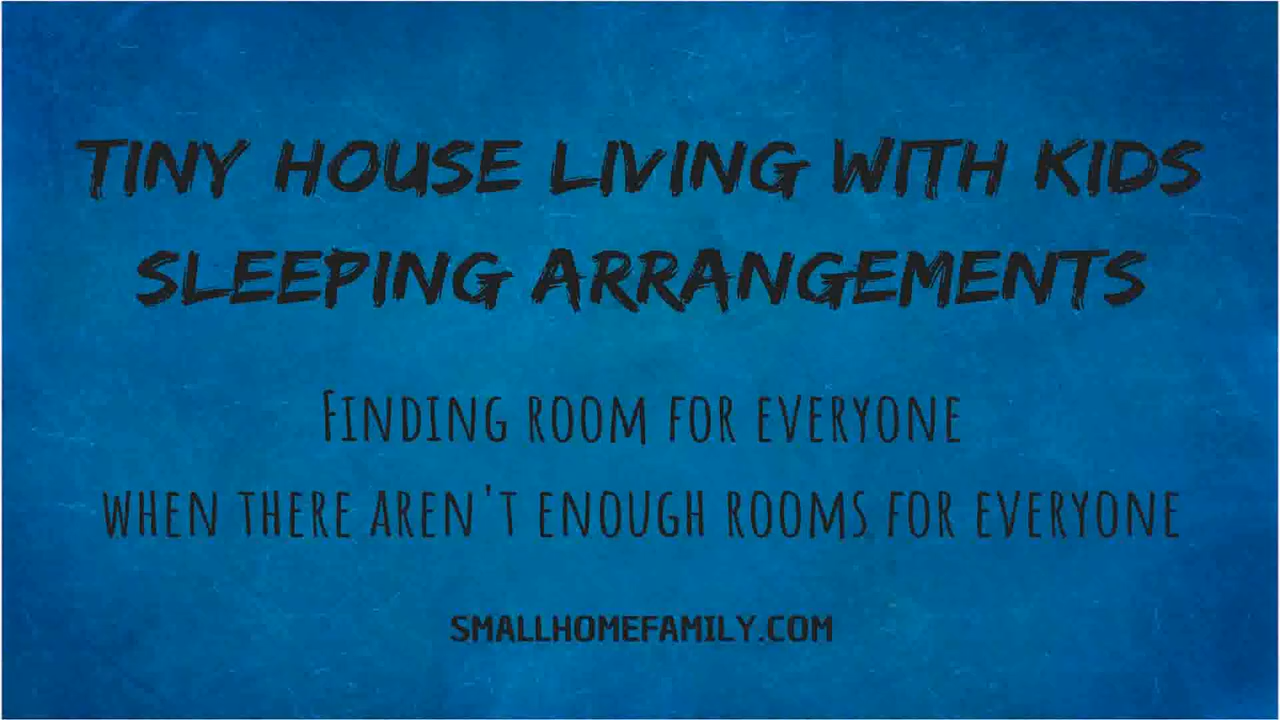 TINY HOUSE LIVING WITH KIDS
SLEEPING ARRANGEMENTS
FINDING ROOM FOR EVERYONE
WHEN THERE AREN'T ENOUGH ROOMS FOR EVERYONE
SMALLHOMEFAMILY.COM